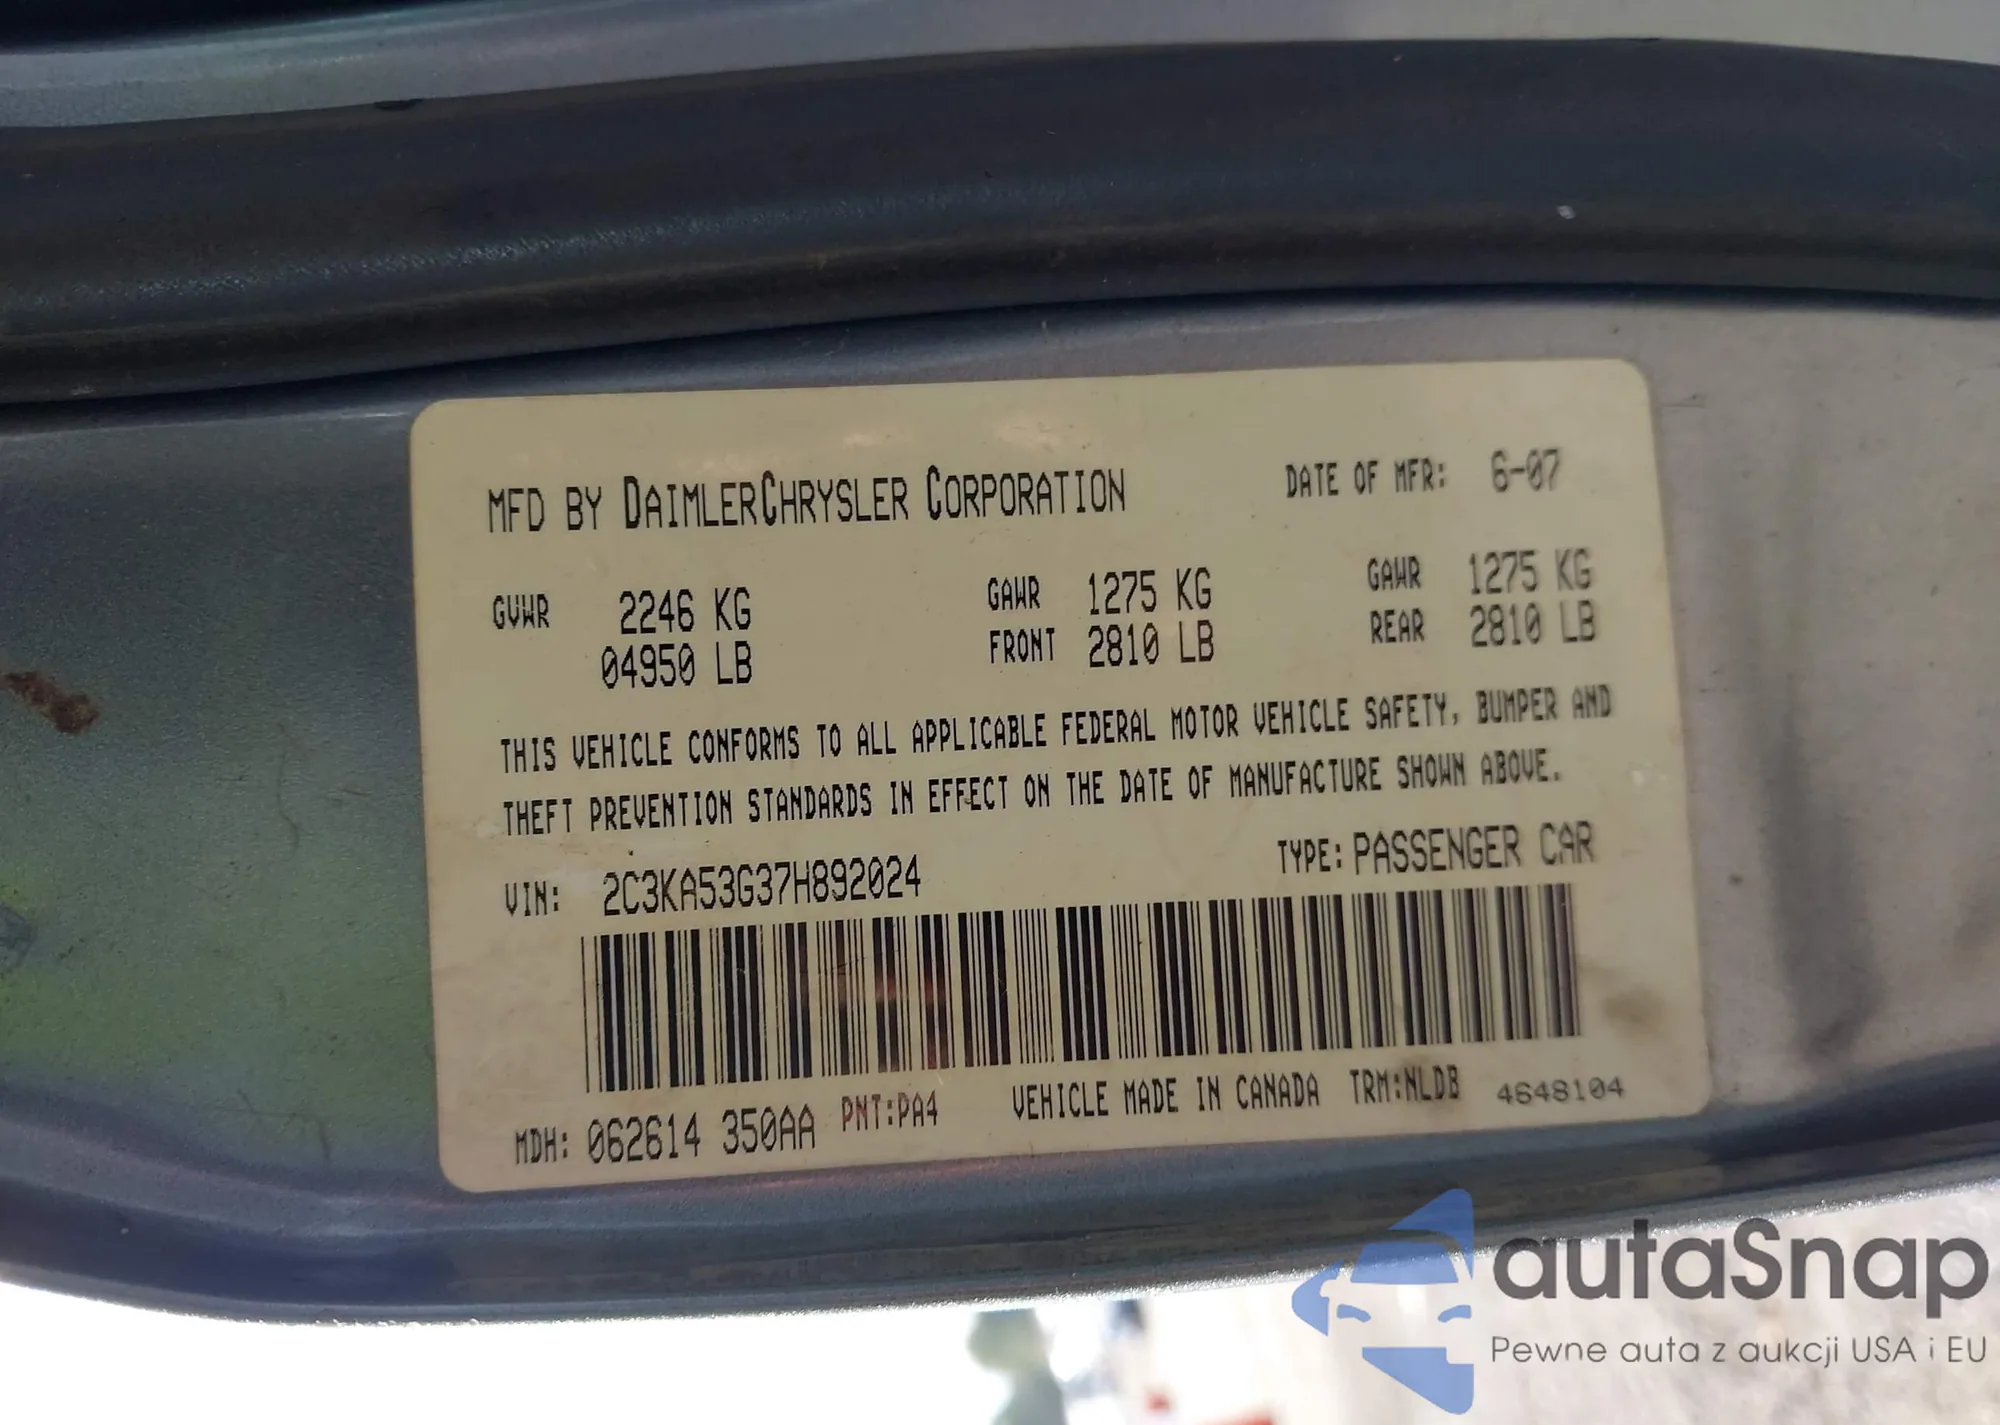 MFD BY DAIMLERCHRYSLER CORPORATION DATE OF MFR: 6-07
GVWR 2246 KG GAWR 1275 KG GAWR 1275 KG
04950 LB FRONT 2810 LB REAR 2810 LB
THIS VEHICLE CONFORMS TO ALL APPLICABLE FEDERAL MOTOR VEHICLE SAFETY, BUMPER AND
THEFT PREVENTION STANDARDS IN EFFECT ON THE DATE OF MANUFACTURE SHOWN ABOVE.
VIN: 2C3KA53G37H892024 TYPE: PASSENGER CAR
MDH: 062614 350AA PNT:PA4 VEHICLE MADE IN CANADA TRM:NLDB 4648104
autaSnap
Pewne auta z aukcji USA i EU